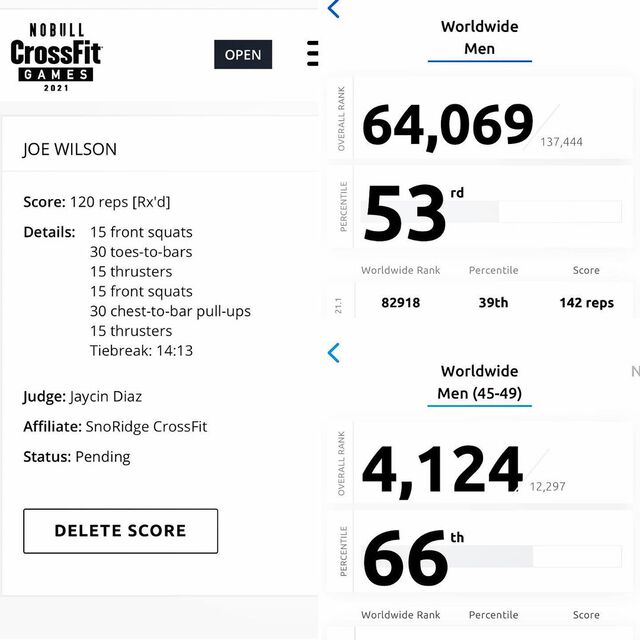 NOBULL
CrossFit
GAMES
2021
OPEN
JOE WILSON
Score: 120 reps [Rx'd]
Details: 15 front squats
30 toes-to-bars
15 thrusters
15 front squats
30 chest-to-bar pull-ups
15 thrusters
Tiebreak: 14:13
Judge: Jaycin Diaz
Affiliate: SnoRidge CrossFit
Status: Pending
DELETE SCORE
Worldwide
Men
OVERALL RANK
64,069
137,444
PERCENTILE
53rd
Worldwide Rank Percentile Score
21.1 82918 39th 142 reps
Worldwide
Men (45-49)
N
OVERALL RANK
4,124
12,297
PERCENTILE
66th
Worldwide Rank Percentile Score